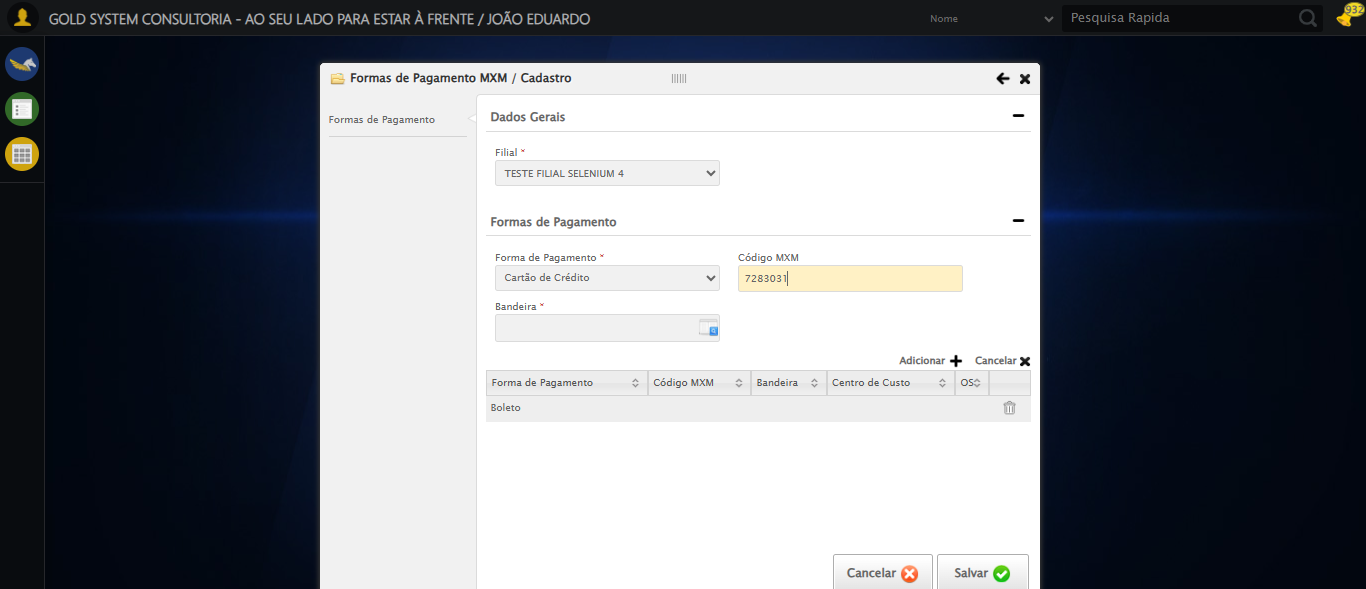 GOLD SYSTEM CONSULTORIA - AO SEU LADO PARA ESTAR À FRENTE / JOÃO EDUARDO
Nome
Pesquisa Rapida
932
Formas de Pagamento MXM / Cadastro
Formas de Pagamento
Dados Gerais
Filial *
TESTE FILIAL SELENIUM 4
Formas de Pagamento
Forma de Pagamento * Código MXM
Cartão de Crédito 7283031
Bandeira *
Adicionar Cancelar
Forma de Pagamento Código MXM Bandeira Centro de Custo OS
Boleto
Cancelar Salvar